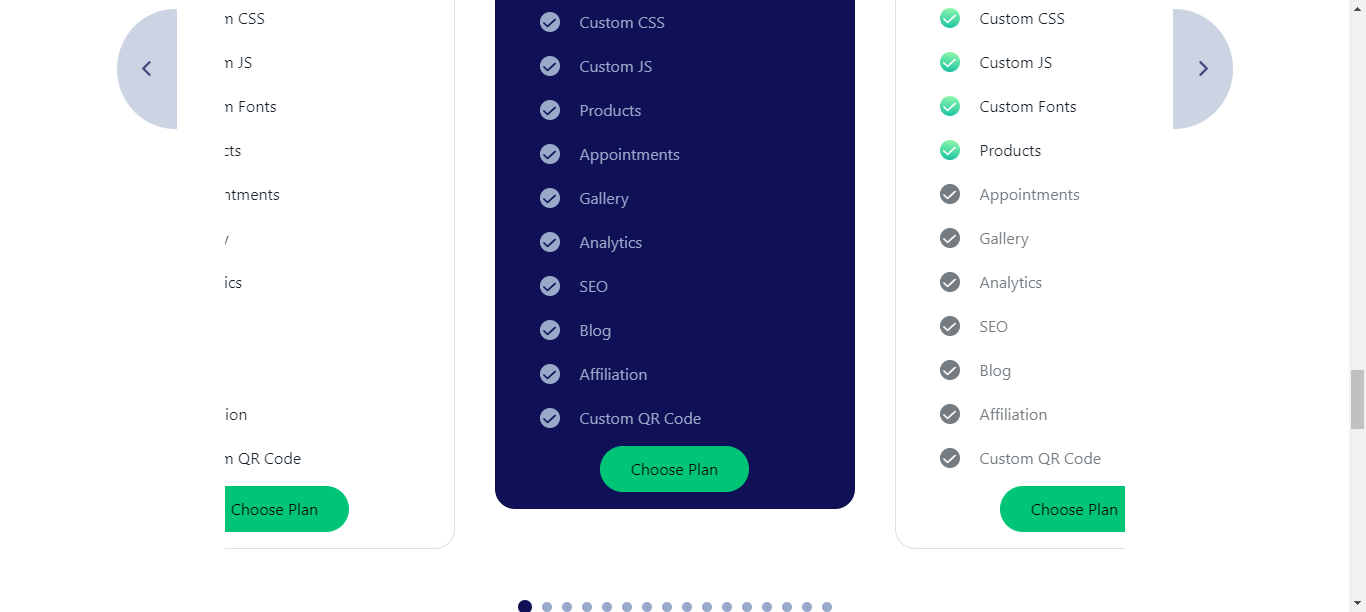 m CSS
m JS
m Fonts
cts
ntments
y
ics
ion
m QR Code
Choose Plan
Custom CSS
Custom JS
Products
Appointments
Gallery
Analytics
SEO
Blog
Affiliation
Custom QR Code
Choose Plan
Custom CSS
Custom JS
Custom Fonts
Products
Appointments
Gallery
Analytics
SEO
Blog
Affiliation
Custom QR Code
Choose Plan